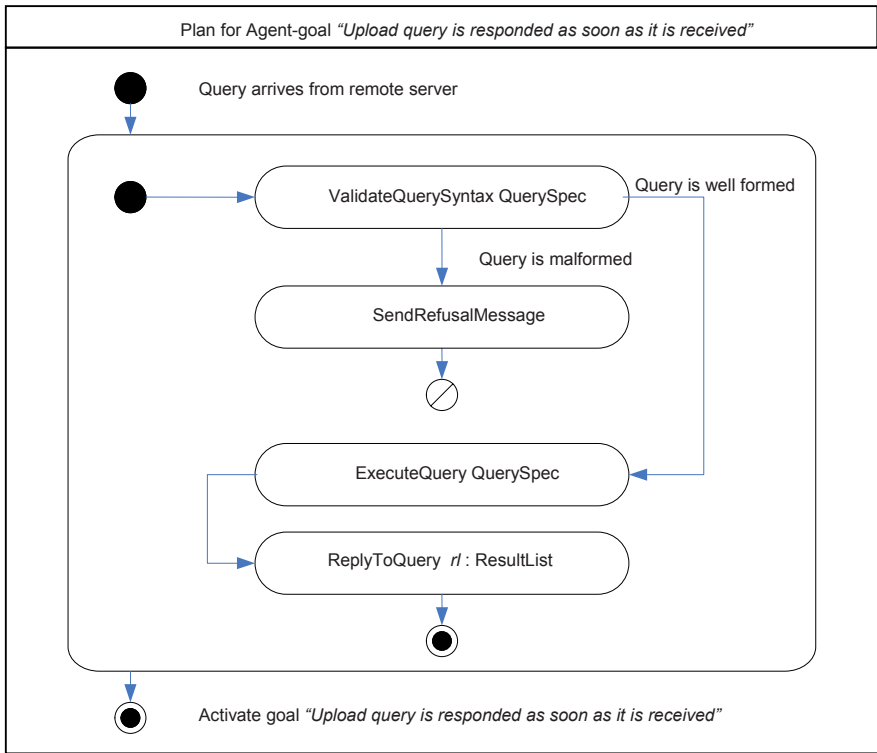 Plan for Agent-goal “Upload query is responded as soon as it is received”
Query arrives from remote server
ValidateQuerySyntax QuerySpec
Query is well formed
Query is malformed
SendRefusalMessage
ExecuteQuery QuerySpec
ReplyToQuery rl : ResultList
Activate goal “Upload query is responded as soon as it is received”